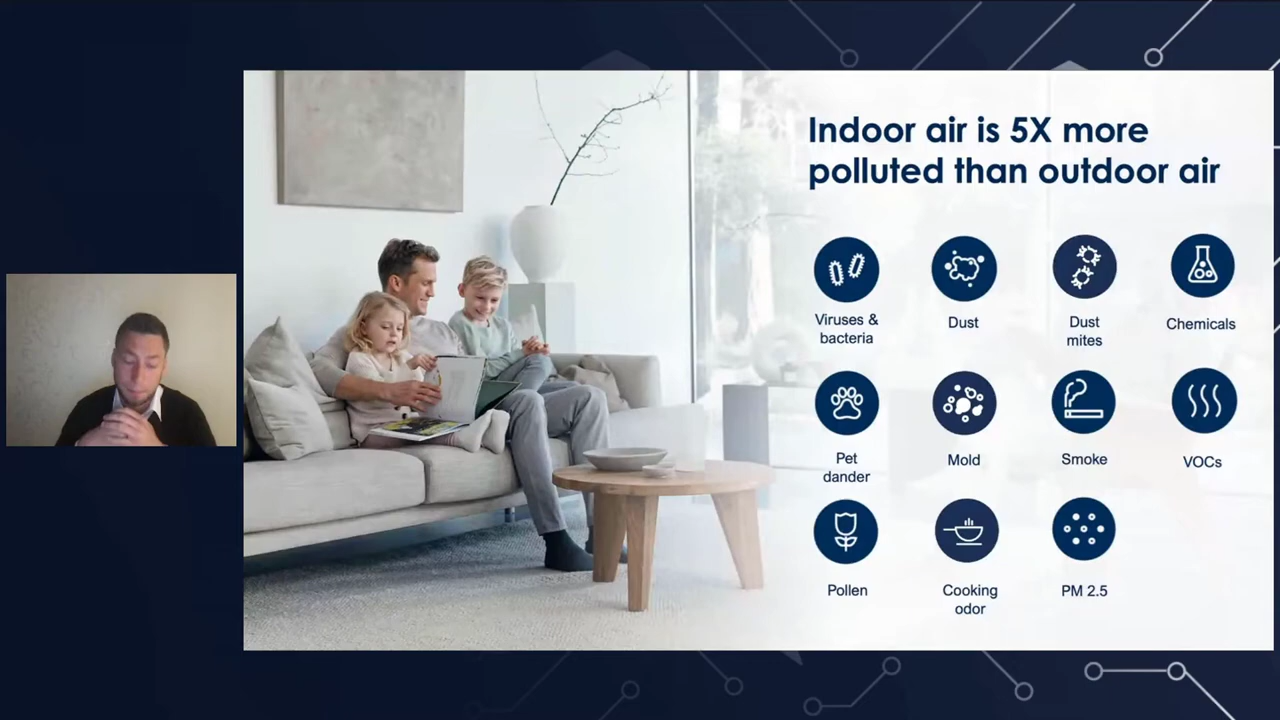 Indoor air is 5X more
polluted than outdoor air
Viruses &
bacteria
Dust
Dust
mites
Chemicals
Pet
dander
Mold
Smoke
VOCs
Pollen
Cooking
odor
PM 2.5